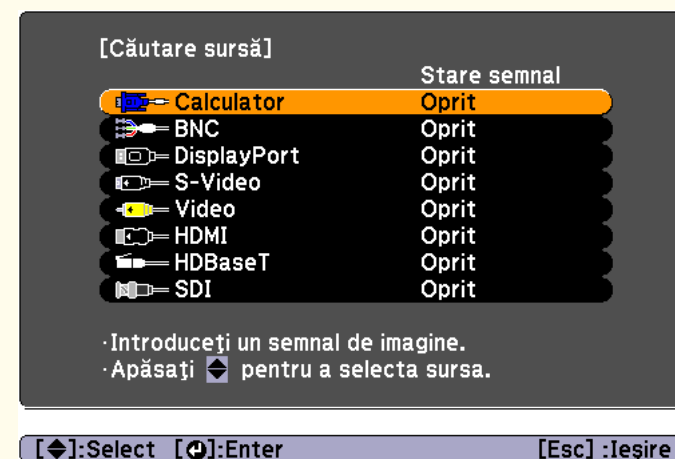 [Căutare sursă]
Stare semnal
Calculator Oprit
BNC Oprit
DisplayPort Oprit
S-Video Oprit
Video Oprit
HDMI Oprit
HDBaseT Oprit
SDI Oprit
·Introduceţi un semnal de imagine.
·Apăsaţi pentru a selecta sursa.
[]:Select []:Enter [Esc] :Ieşire